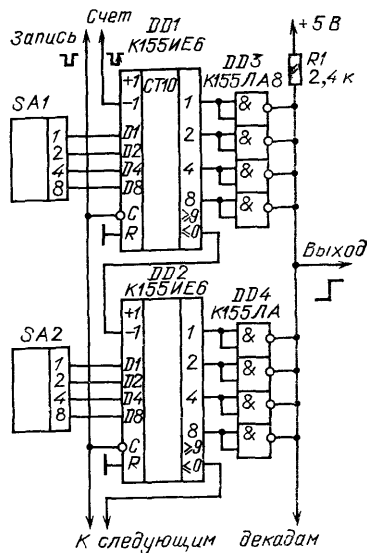 Счет
Запись
DD1
К155ИЕ6
+5 В
R1
2,4 к
DD3
К155ЛА8
SA1
1
2
4
8
+1
-1
D1
D2
D4
D8
C
R
CT10
1
2
4
8
≥9
≤0
&
&
&
&
Выход
DD2
К155ИЕ6
DD4
К155ЛА
SA2
1
2
4
8
+1
-1
D1
D2
D4
D8
C
R
1
2
4
8
≥9
≤0
&
&
&
&
К следующим декадам